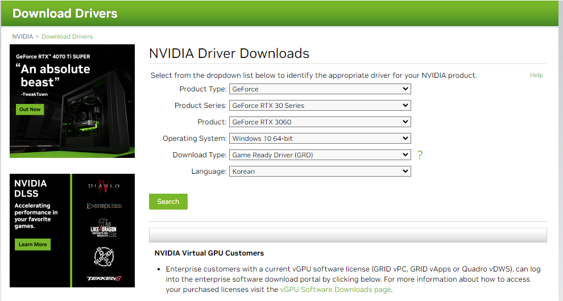 Download Drivers
NVIDIA > Download Drivers
GeForce RTX™ 4070 Ti SUPER
“An absolute
beast”
-TweakTown
Out Now
NVIDIA
DLSS
Accelerating
performance in
your favorite
games.
Learn More
DIABLO
IV
ENSHROUDED
LIKE A
DRAGON
INFINITE WEALTH
TEKKEN 8
NVIDIA Driver Downloads
Select from the dropdown list below to identify the appropriate driver for your NVIDIA product.
Help
Product Type: GeForce
Product Series: GeForce RTX 30 Series
Product: GeForce RTX 3060
Operating System: Windows 10 64-bit
Download Type: Game Ready Driver (GRD) ?
Language: Korean
Search
NVIDIA Virtual GPU Customers
• Enterprise customers with a current vGPU software license (GRID vPC, GRID vApps or Quadro vDWS), can log
into the enterprise software download portal by clicking below. For more information about how to access
your purchased licenses visit the vGPU Software Downloads page.